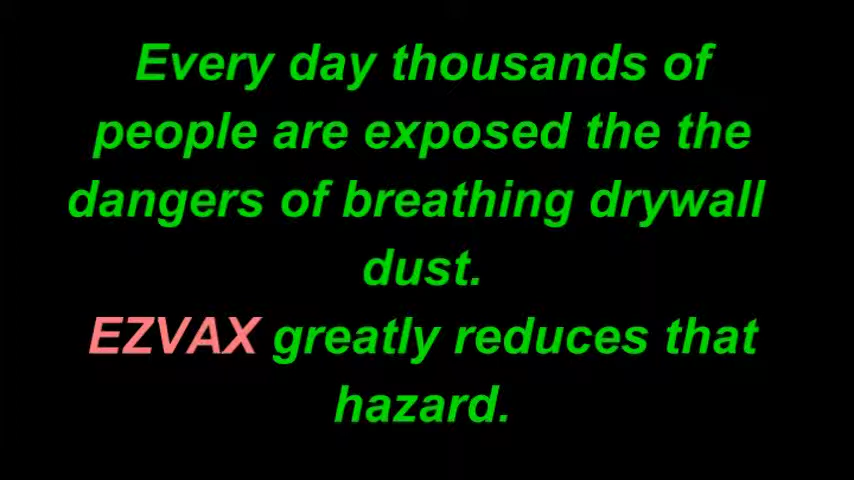 Every day thousands of
people are exposed the the
dangers of breathing drywall
dust.
EZVAX greatly reduces that
hazard.